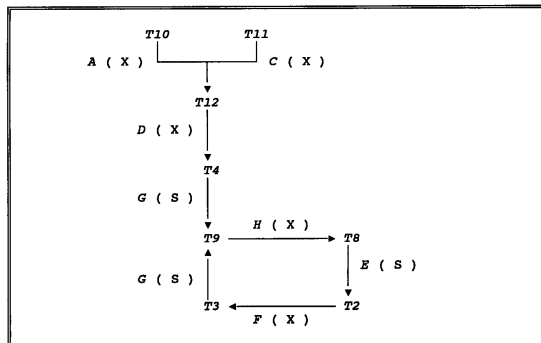 T10 T11
A ( X ) C ( X )
T12
D ( X )
T4
G ( S )
H ( X )
T9 T8
G ( S ) E ( S )
T3 T2
F ( X )